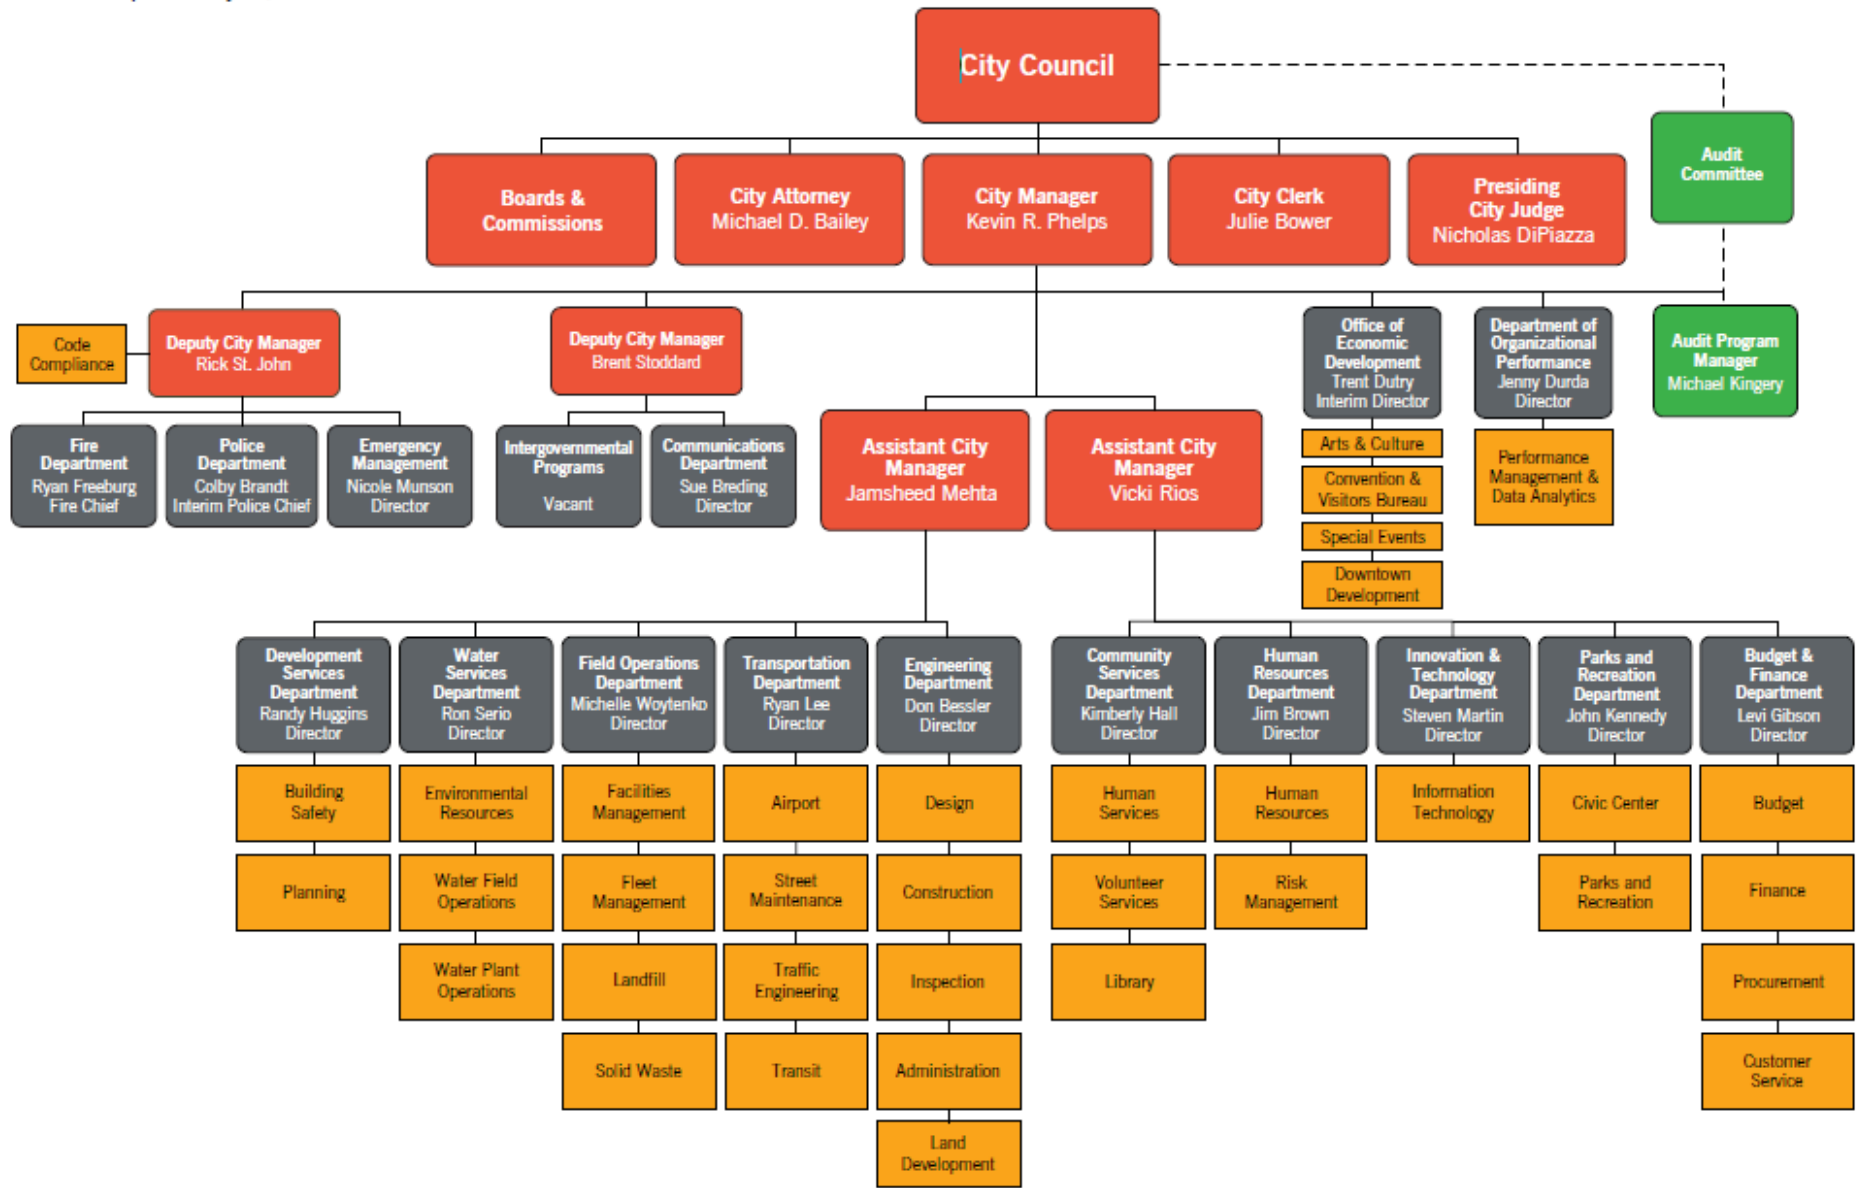 City Council
Audit
Committee
Boards &
Commissions
City Attorney
Michael D. Bailey
City Manager
Kevin R. Phelps
City Clerk
Julie Bower
Presiding
City Judge
Nicholas DiPiazza
Code
Compliance
Deputy City Manager
Rick St. John
Deputy City Manager
Brent Stoddard
Office of
Economic
Development
Trent Dutry
Interim Director
Department of
Organizational
Performance
Jenny Durda
Director
Audit Program
Manager
Michael Kingery
Fire
Department
Ryan Freeburg
Fire Chief
Police
Department
Colby Brandt
Interim Police Chief
Emergency
Management
Nicole Munson
Director
Intergovernmental
Programs
Vacant
Communications
Department
Sue Breding
Director
Assistant City
Manager
Jamsheed Mehta
Assistant City
Manager
Vicki Rios
Arts & Culture
Convention &
Visitors Bureau
Special Events
Downtown
Development
Performance
Management &
Data Analytics
Development
Services
Department
Randy Huggins
Director
Water
Services
Department
Ron Serio
Director
Field Operations
Department
Michelle Woytenko
Director
Transportation
Department
Ryan Lee
Director
Engineering
Department
Don Bessler
Director
Community
Services
Department
Kimberly Hall
Director
Human
Resources
Department
Jim Brown
Director
Innovation &
Technology
Department
Steven Martin
Director
Parks and
Recreation
Department
John Kennedy
Director
Budget &
Finance
Department
Levi Gibson
Director
Building
Safety
Environmental
Resources
Facilities
Management
Airport
Design
Human
Services
Human
Resources
Information
Technology
Civic Center
Budget
Planning
Water Field
Operations
Fleet
Management
Street
Maintenance
Construction
Volunteer
Services
Risk
Management
Parks and
Recreation
Finance
Water Plant
Operations
Landfill
Traffic
Engineering
Inspection
Library
Procurement
Solid Waste
Transit
Administration
Customer
Service
Land
Development